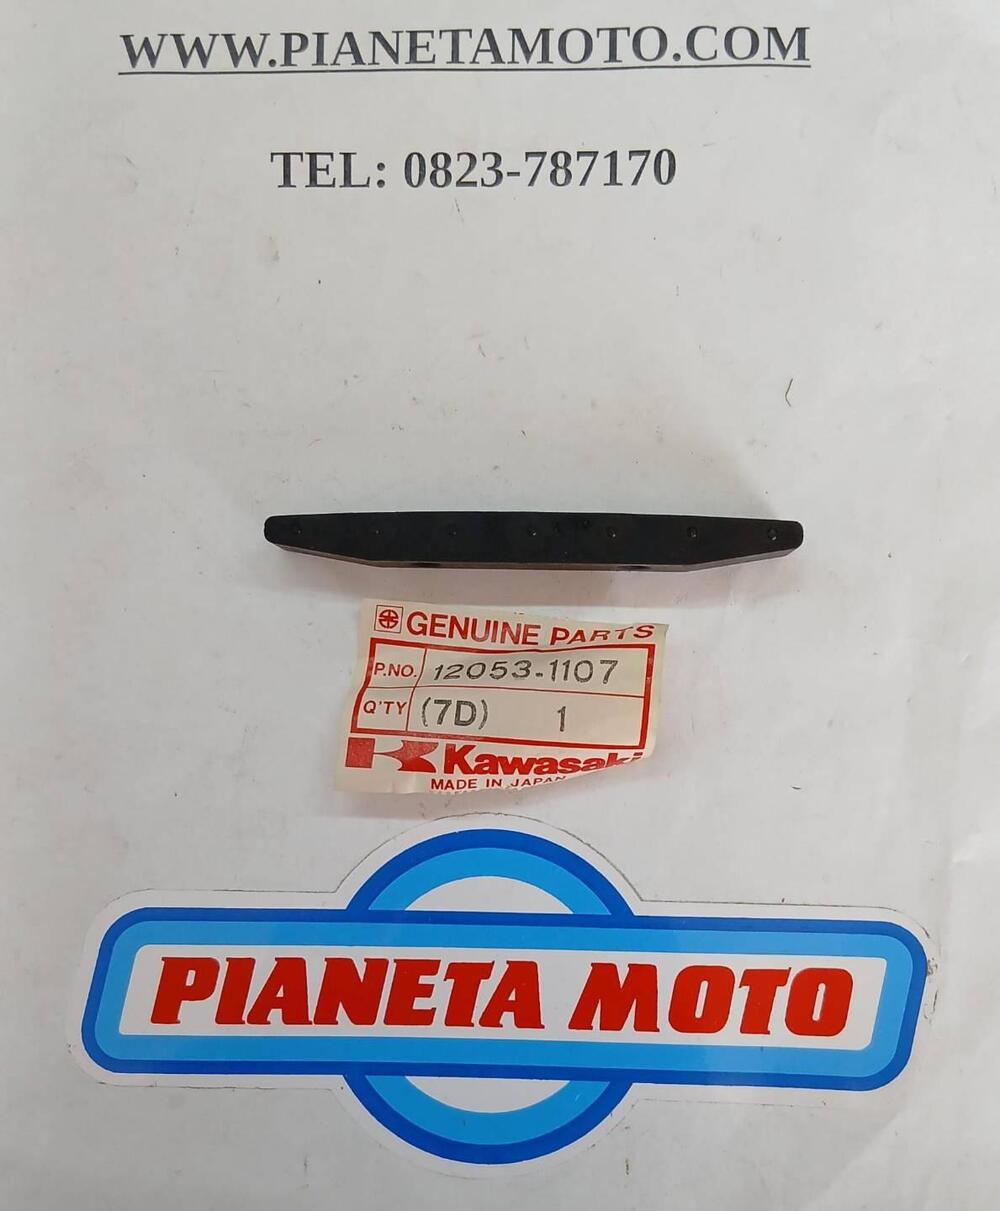 WWW.PIANETAMOTO.COM
TEL: 0823-787170
GENUINE PARTS
P.NO. 12053-1107
Q'TY (7D) 1
Kawasaki
MADE IN JAPAN
PIANETA MOTO